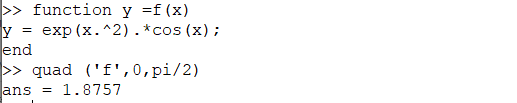 >> function y =f(x)
y = exp(x.^2).*cos(x);
end
>> quad ('f',0,pi/2)
ans = 1.8757